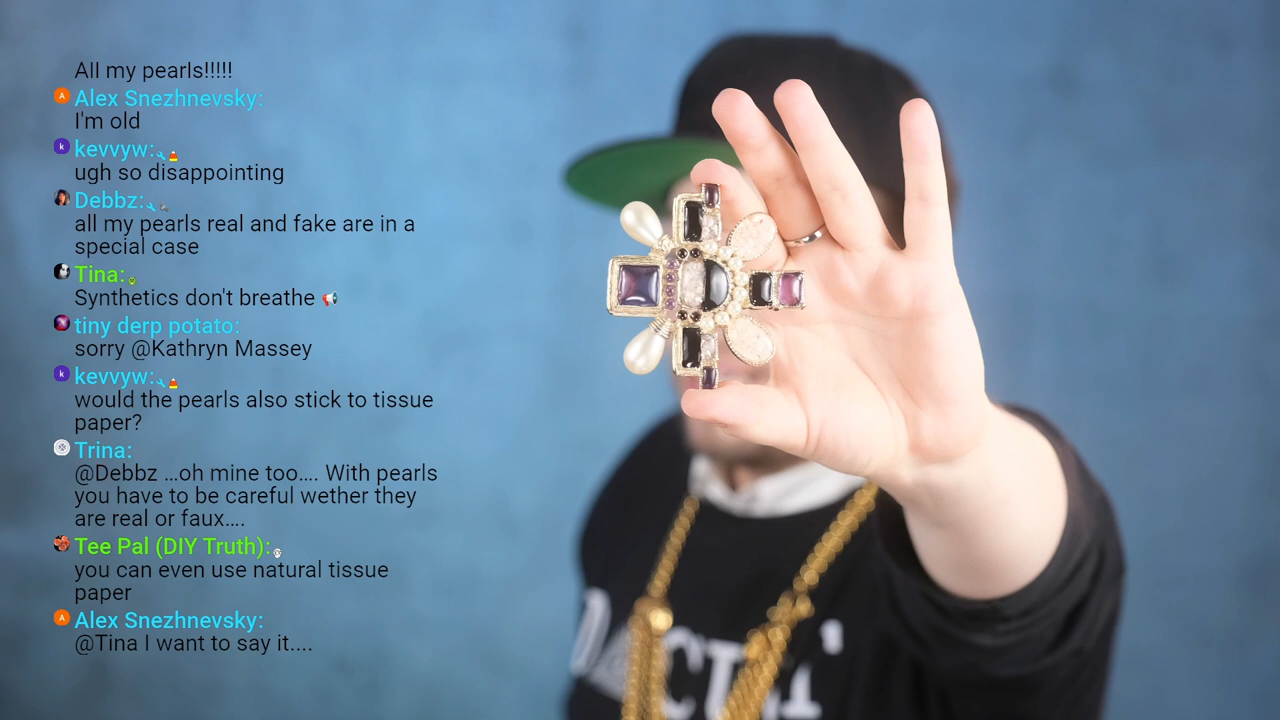 All my pearls!!!!!
Alex Snezhnevsky:
I'm old
kevvyw:
ugh so disappointing
Debbz:
all my pearls real and fake are in a
special case
Tina:
Synthetics don't breathe 📢
tiny derp potato:
sorry @Kathryn Massey
kevvyw:
would the pearls also stick to tissue
paper?
Trina:
@Debbz ...oh mine too.... With pearls
you have to be careful wether they
are real or faux....
Tee Pal (DIY Truth):
you can even use natural tissue
paper
Alex Snezhnevsky:
@Tina I want to say it....